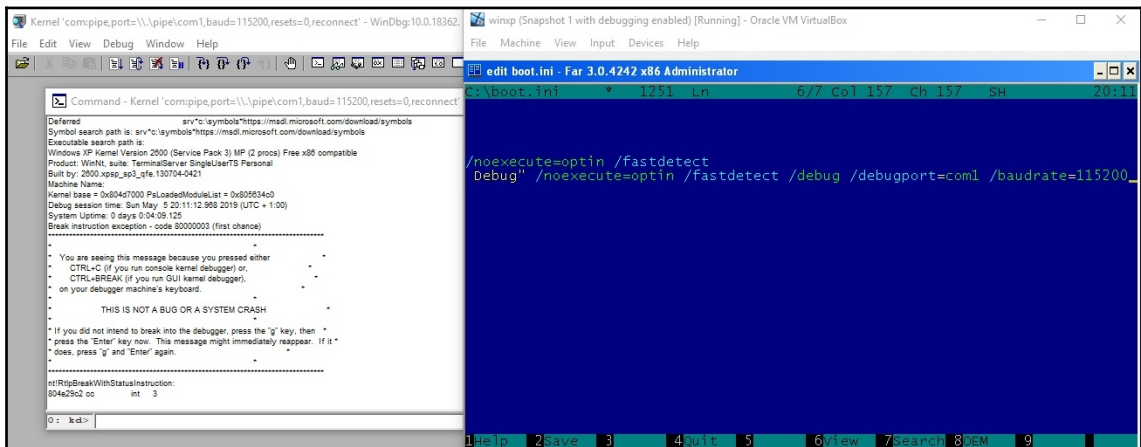 Kernel 'com:pipe,port=\\.\pipe\com1,baud=115200,resets=0,reconnect' - WinDbg:10.0.18362.
File Edit View Debug Window Help
Command - Kernel 'com:pipe,port=\\.\pipe\com1,baud=115200,resets=0,reconnect'
Deferred srv*c:\symbols*https://msdl.microsoft.com/download/symbols
Symbol search path is: srv*c:\symbols*https://msdl.microsoft.com/download/symbols
Executable search path is:
Windows XP Kernel Version 2600 (Service Pack 3) MP (2 procs) Free x86 compatible
Product: WinNt, suite: TerminalServer SingleUserTS Personal
Built by: 2600.xpsp_sp3_qfe.130704-0421
Machine Name:
Kernel base = 0x804d7000 PsLoadedModuleList = 0x805634c0
Debug session time: Sun May 5 20:11:12.968 2019 (UTC + 1:00)
System Uptime: 0 days 0:04:09.125
Break instruction exception - code 80000003 (first chance)
*******************************************************************************
* *
* You are seeing this message because you pressed either *
* CTRL+C (if you run console kernel debugger) or, *
* CTRL+BREAK (if you run GUI kernel debugger), *
* on your debugger machine's keyboard. *
* *
* THIS IS NOT A BUG OR A SYSTEM CRASH *
* *
* If you did not intend to break into the debugger, press the "g" key, then *
* press the "Enter" key now. This message might immediately reappear. If it *
* does, press "g" and "Enter" again. *
* *
*******************************************************************************
nt!RtlpBreakWithStatusInstruction:
804e29c2 cc int 3
0: kd>
winxp (Snapshot 1 with debugging enabled) [Running] - Oracle VM VirtualBox
File Machine View Input Devices Help
edit boot.ini - Far 3.0.4242 x86 Administrator
C:\boot.ini * 1251 Ln 6/7 Col 157 Ch 157 SH 20:11
/noexecute=optin /fastdetect
Debug" /noexecute=optin /fastdetect /debug /debugport=com1 /baudrate=115200
1Help 2Save 3 4Quit 5 6View 7Search 8OEM 9